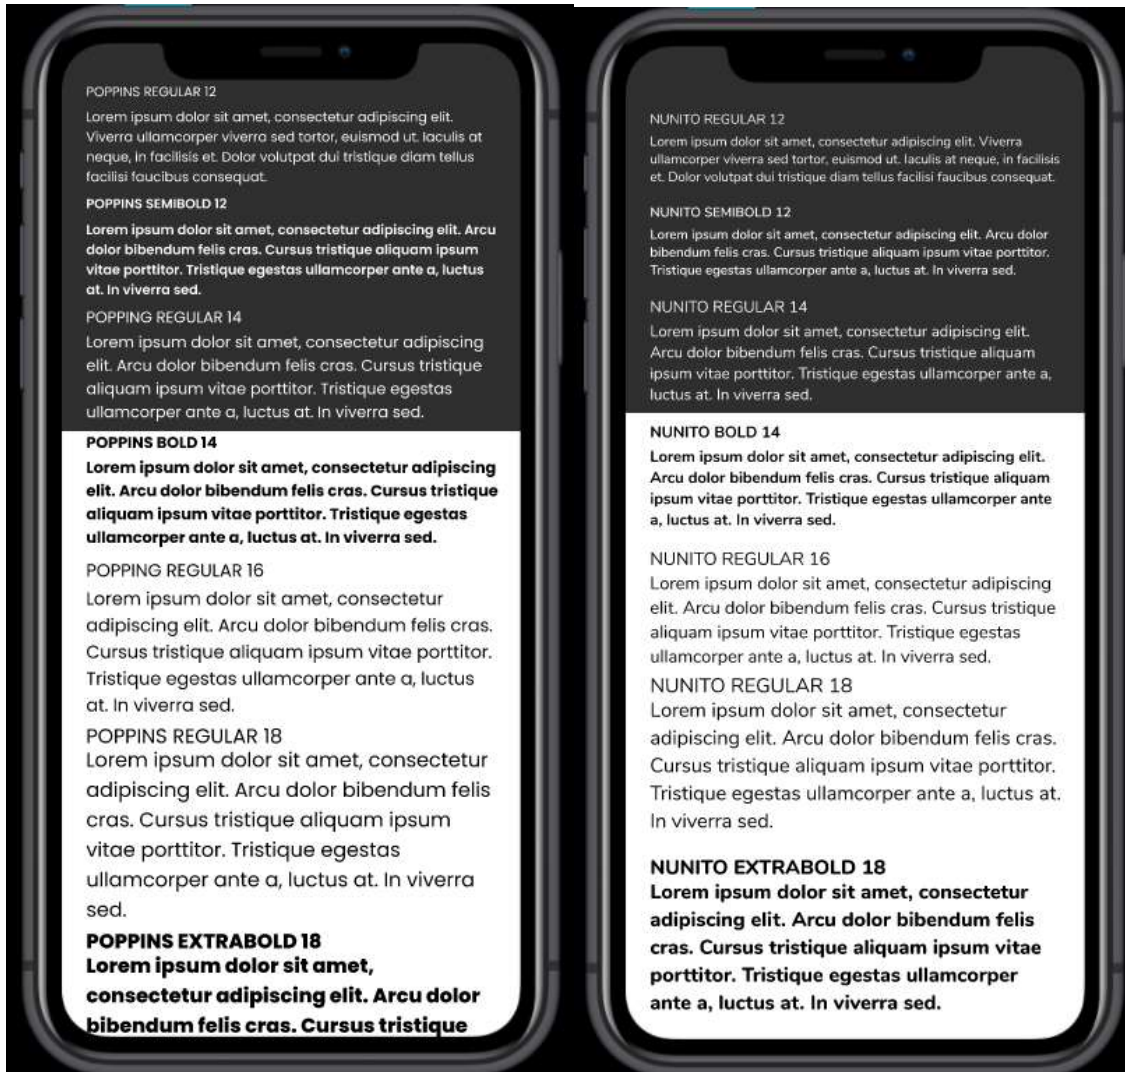 POPPINS REGULAR 12
Lorem ipsum dolor sit amet, consectetur adipiscing elit.
Viverra ullamcorper viverra sed tortor, euismod ut. Iaculis at
neque, in facilisis et. Dolor volutpat dui tristique diam tellus
facilisi faucibus consequat.
POPPINS SEMIBOLD 12
Lorem ipsum dolor sit amet, consectetur adipiscing elit. Arcu
dolor bibendum felis cras. Cursus tristique aliquam ipsum
vitae porttitor. Tristique egestas ullamcorper ante a, luctus
at. In viverra sed.
POPPING REGULAR 14
Lorem ipsum dolor sit amet, consectetur adipiscing
elit. Arcu dolor bibendum felis cras. Cursus tristique
aliquam ipsum vitae porttitor. Tristique egestas
ullamcorper ante a, luctus at. In viverra sed.
POPPINS BOLD 14
Lorem ipsum dolor sit amet, consectetur adipiscing
elit. Arcu dolor bibendum felis cras. Cursus tristique
aliquam ipsum vitae porttitor. Tristique egestas
ullamcorper ante a, luctus at. In viverra sed.
POPPING REGULAR 16
Lorem ipsum dolor sit amet, consectetur
adipiscing elit. Arcu dolor bibendum felis cras.
Cursus tristique aliquam ipsum vitae porttitor.
Tristique egestas ullamcorper ante a, luctus
at. In viverra sed.
POPPINS REGULAR 18
Lorem ipsum dolor sit amet, consectetur
adipiscing elit. Arcu dolor bibendum felis
cras. Cursus tristique aliquam ipsum
vitae porttitor. Tristique egestas
ullamcorper ante a, luctus at. In viverra
sed.
POPPINS EXTRABOLD 18
Lorem ipsum dolor sit amet,
consectetur adipiscing elit. Arcu dolor
bibendum felis cras. Cursus tristique
NUNITO REGULAR 12
Lorem ipsum dolor sit amet, consectetur adipiscing elit. Viverra
ullamcorper viverra sed tortor, euismod ut. Iaculis at neque, in facilisis
et. Dolor volutpat dui tristique diam tellus facilisi faucibus consequat.
NUNITO SEMIBOLD 12
Lorem ipsum dolor sit amet, consectetur adipiscing elit. Arcu dolor
bibendum felis cras. Cursus tristique aliquam ipsum vitae porttitor.
Tristique egestas ullamcorper ante a, luctus at. In viverra sed.
NUNITO REGULAR 14
Lorem ipsum dolor sit amet, consectetur adipiscing elit.
Arcu dolor bibendum felis cras. Cursus tristique aliquam
ipsum vitae porttitor. Tristique egestas ullamcorper ante a,
luctus at. In viverra sed.
NUNITO BOLD 14
Lorem ipsum dolor sit amet, consectetur adipiscing elit.
Arcu dolor bibendum felis cras. Cursus tristique aliquam
ipsum vitae porttitor. Tristique egestas ullamcorper ante
a, luctus at. In viverra sed.
NUNITO REGULAR 16
Lorem ipsum dolor sit amet, consectetur adipiscing
elit. Arcu dolor bibendum felis cras. Cursus tristique
aliquam ipsum vitae porttitor. Tristique egestas
ullamcorper ante a, luctus at. In viverra sed.
NUNITO REGULAR 18
Lorem ipsum dolor sit amet, consectetur
adipiscing elit. Arcu dolor bibendum felis cras.
Cursus tristique aliquam ipsum vitae porttitor.
Tristique egestas ullamcorper ante a, luctus at.
In viverra sed.
NUNITO EXTRABOLD 18
Lorem ipsum dolor sit amet, consectetur
adipiscing elit. Arcu dolor bibendum felis
cras. Cursus tristique aliquam ipsum vitae
porttitor. Tristique egestas ullamcorper
ante a, luctus at. In viverra sed.